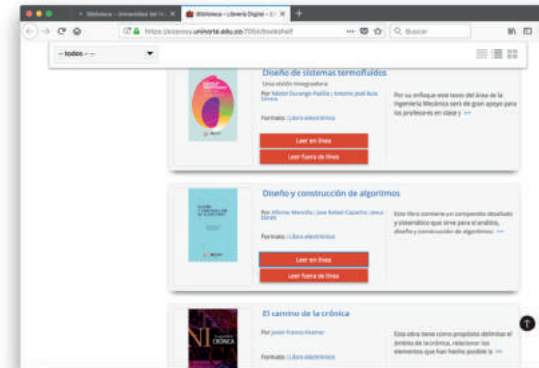 Biblioteca – Universidad del N
Biblioteca – Librería Digital – E
https://ezproxy.uninorte.edu.co:7004/bookshelf
Buscar
-- todos -- --
Diseño de sistemas termofluidos
Una visión integradora
Por Néstor Durango Padilla | Antonio José Bula
Silvera
Formato : Libro electrónico
Leer en línea
Leer fuera de línea
Por su enfoque este texto del área de la
Ingeniería Mecánica será de gran apoyo para
los profesores en clase y >>
Diseño y construcción de algoritmos
Por Alfonso Mancilla | José Rafael Capacho | Jesus
Formato : Libro electrónico
Leer en línea
Leer fuera de línea
Este libro contiene un compendio diseñado
y sistemático que sirve para el análisis,
diseño y construcción de algoritmos >>
El camino de la crónica
CRÓNICA
Por Javier Franco Altamar
Formato : Libro electrónico
Esta obra tiene como propósito delimitar el
ámbito de la crónica, relacionar los
elementos que han hecho posible la >>